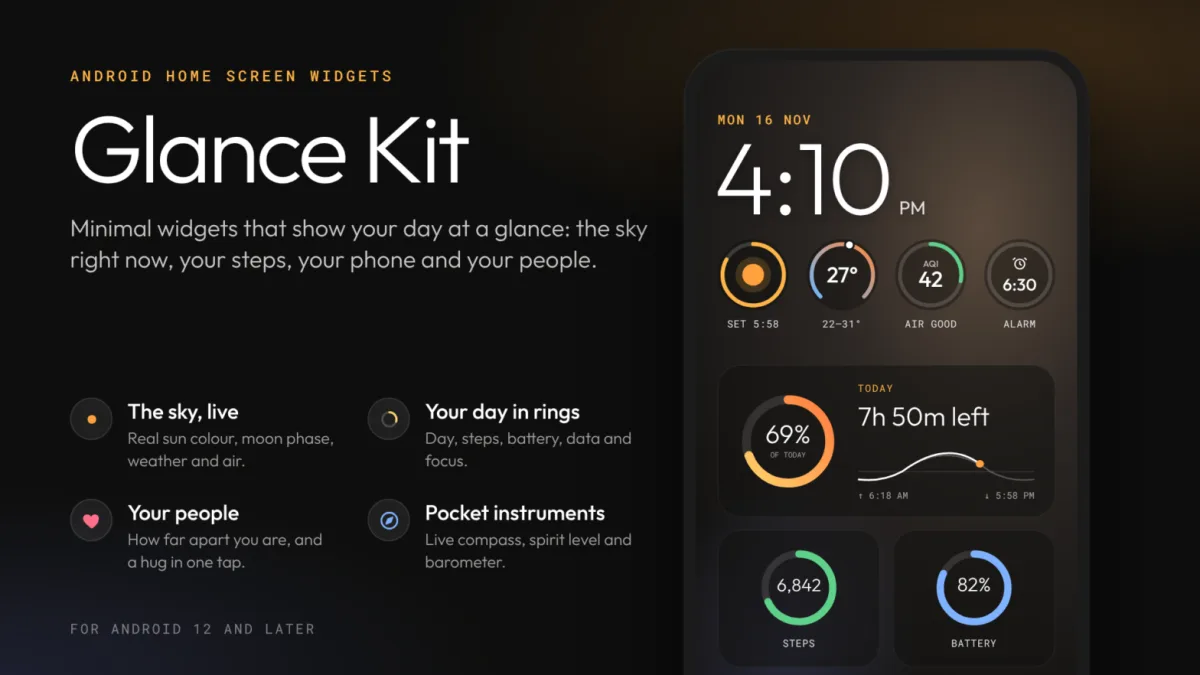 ANDROID HOME SCREEN WIDGETS
Glance Kit
Minimal widgets that show your day at a glance: the sky
right now, your steps, your phone and your people.
The sky, live
Real sun colour, moon phase,
weather and air.
Your day in rings
Day, steps, battery, data and
focus.
Your people
How far apart you are, and
a hug in one tap.
Pocket instruments
Live compass, spirit level and
barometer.
FOR ANDROID 12 AND LATER
MON 16 NOV
4:10 PM
27°
AQI
42
6:30
SET 5:58
22–31°
AIR GOOD
ALARM
69%
OF TODAY
TODAY
7h 50m left
↑ 6:18 AM
↓ 5:58 PM
6,842
STEPS
82%
BATTERY